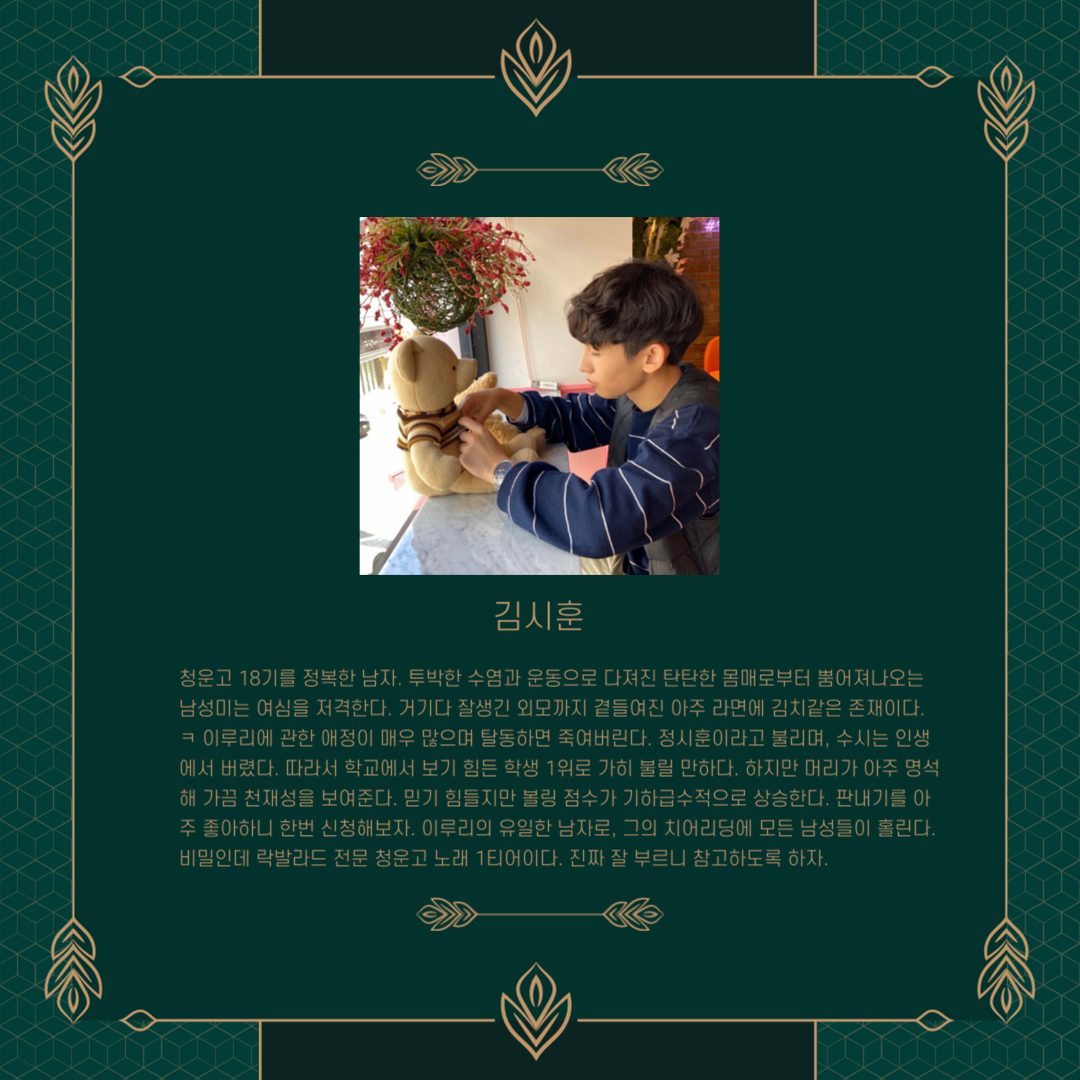 김시훈
청운고 18기를 정복한 남자. 투박한 수염과 운동으로 다져진 탄탄한 몸매로부터 뿜어져나오는
남성미는 여심을 저격한다. 거기다 잘생긴 외모까지 곁들여진 아주 라면에 김치같은 존재이다.
ㅋ 이루리에 관한 애정이 매우 많으며 탈동하면 죽여버린다. 정시훈이라고 불리며, 수시는 인생
에서 버렸다. 따라서 학교에서 보기 힘든 학생 1위로 가히 불릴 만하다. 하지만 머리가 아주 명석
해 가끔 천재성을 보여준다. 믿기 힘들지만 볼링 점수가 기하급수적으로 상승한다. 판내기를 아
주 좋아하니 한번 신청해보자. 이루리의 유일한 남자로, 그의 치어리딩에 모든 남성들이 홀린다.
비밀인데 락발라드 전문 청운고 노래 1티어이다. 진짜 잘 부르니 참고하도록 하자.